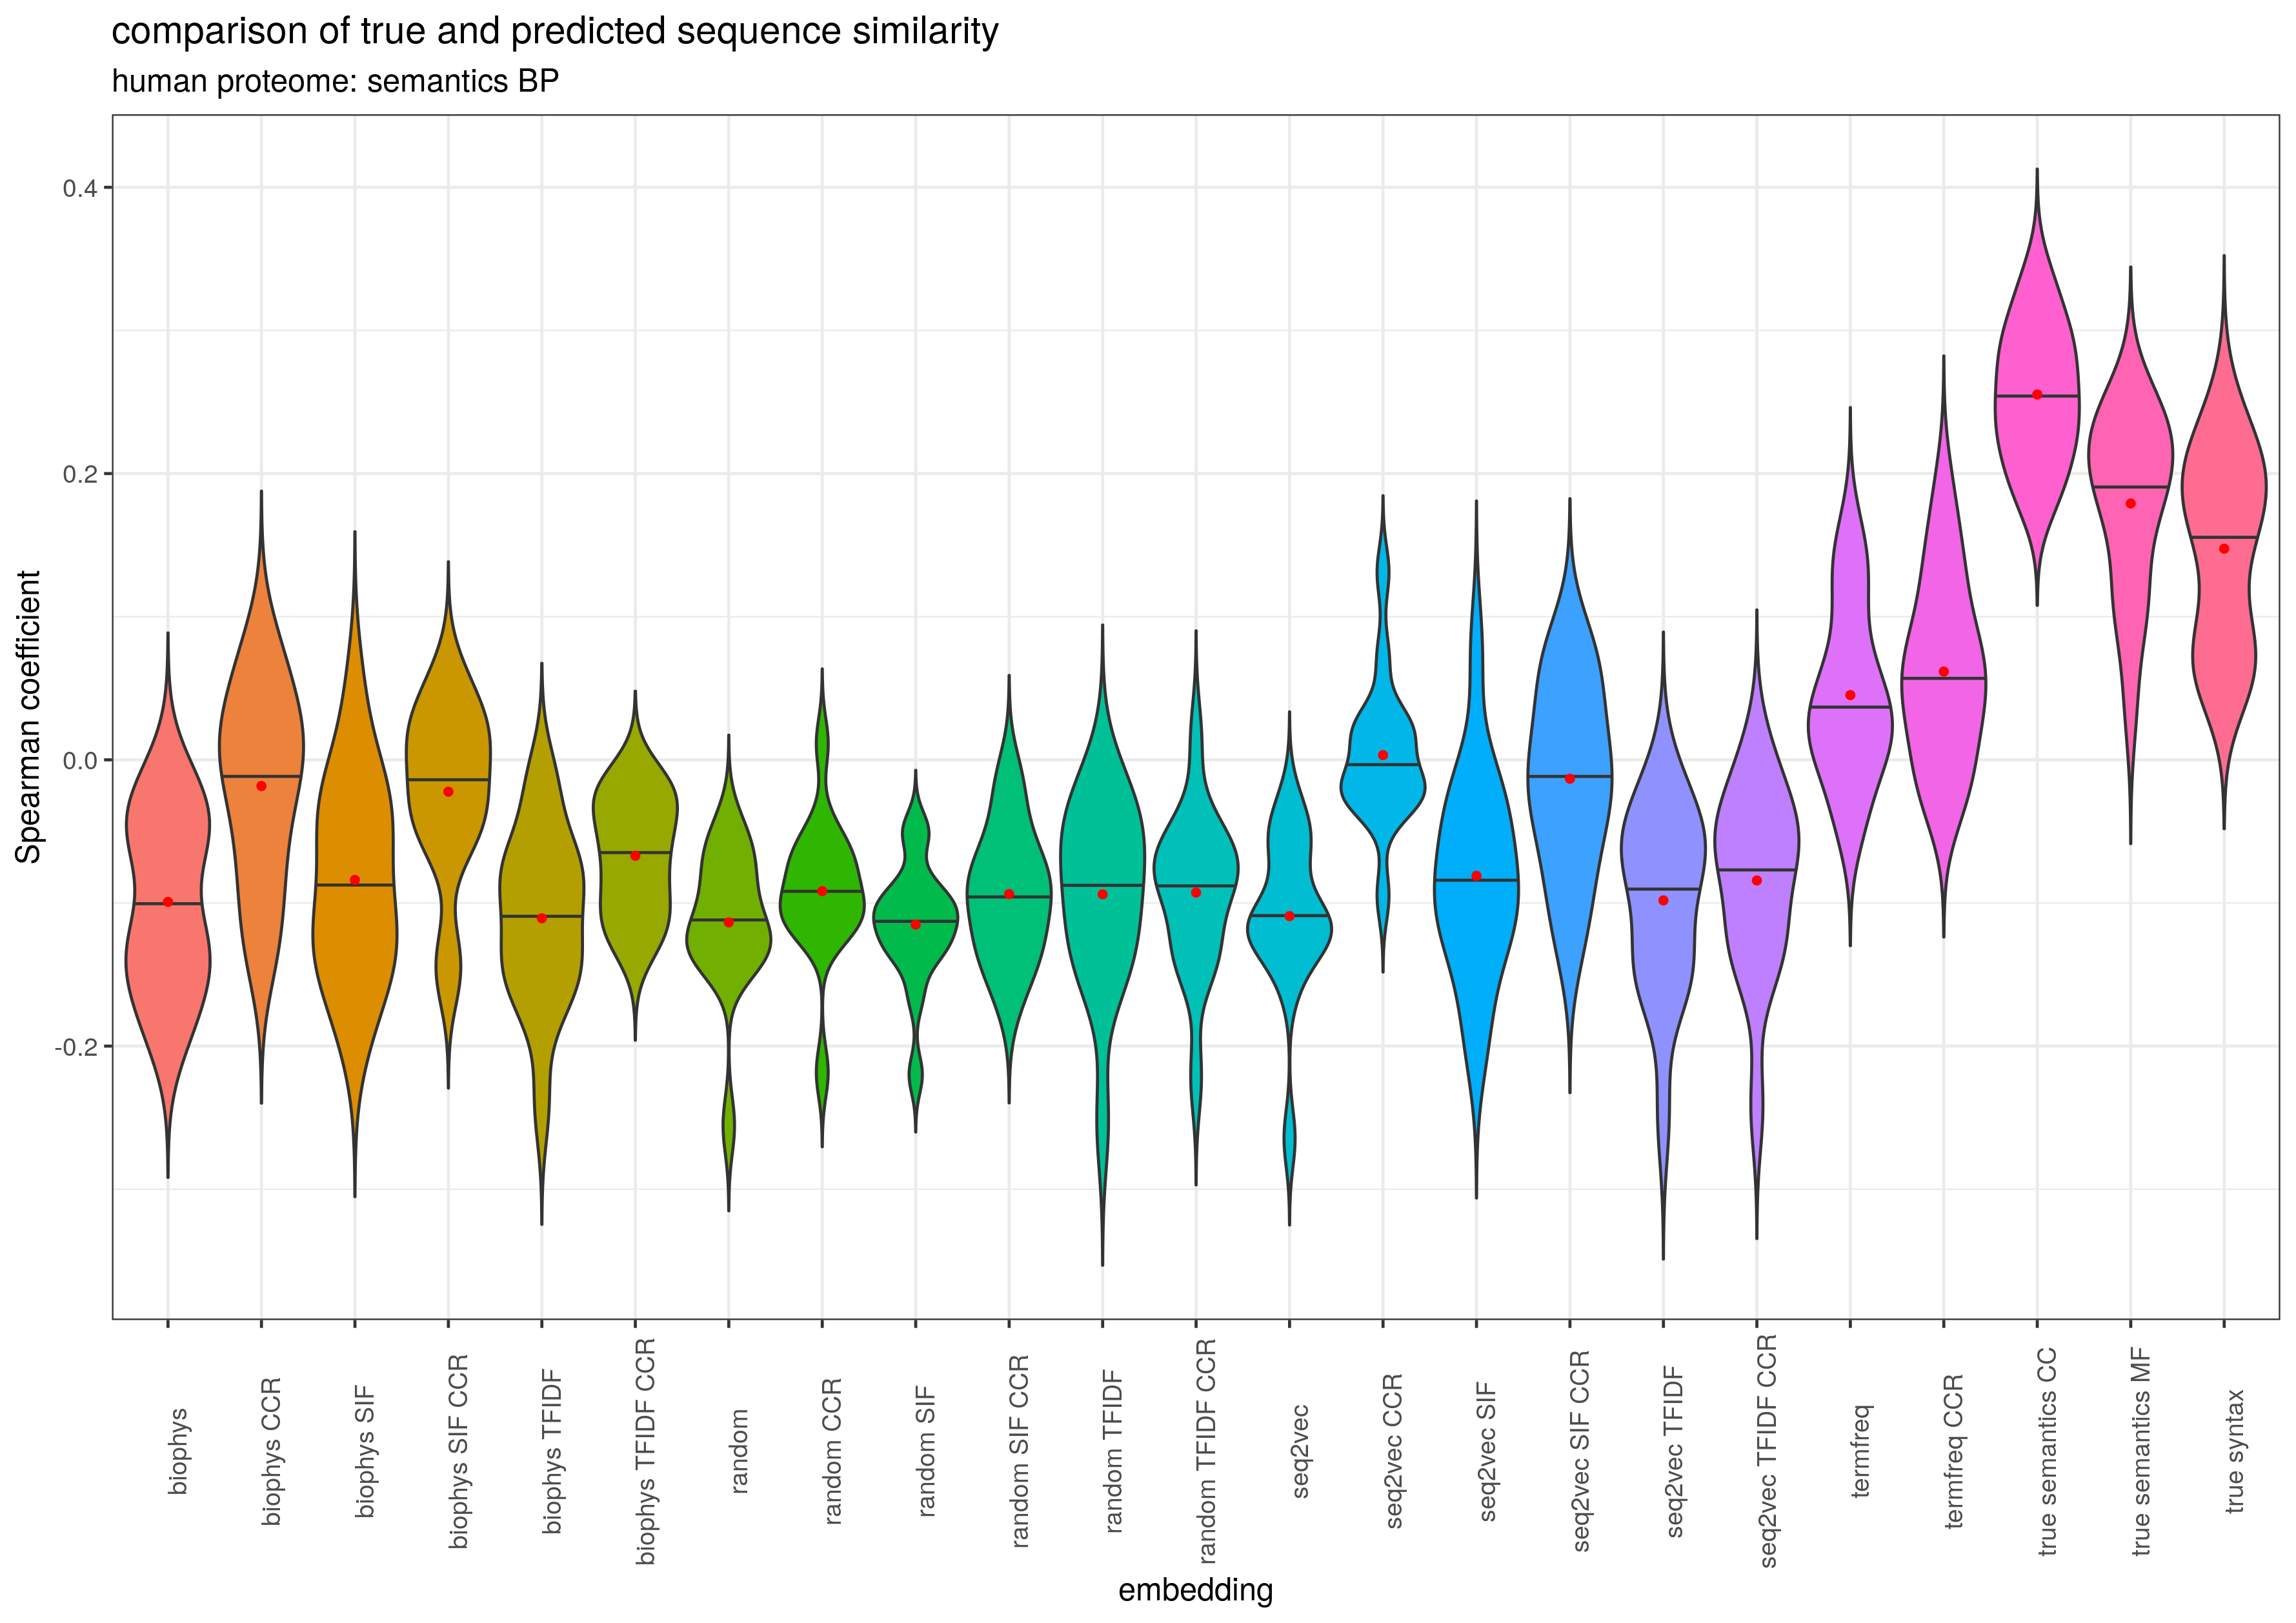 comparison of true and predicted sequence similarity
human proteome: semantics BP
Spearman coefficient
0.4
0.2
0.0
-0.2
biophys
biophys CCR
biophys SIF
biophys SIF CCR
biophys TFIDF
biophys TFIDF CCR
random
random CCR
random SIF
random SIF CCR
random TFIDF
random TFIDF CCR
seq2vec
seq2vec CCR
seq2vec SIF
seq2vec SIF CCR
seq2vec TFIDF
seq2vec TFIDF CCR
termfreq
termfreq CCR
true semantics CC
true semantics MF
true syntax
embedding